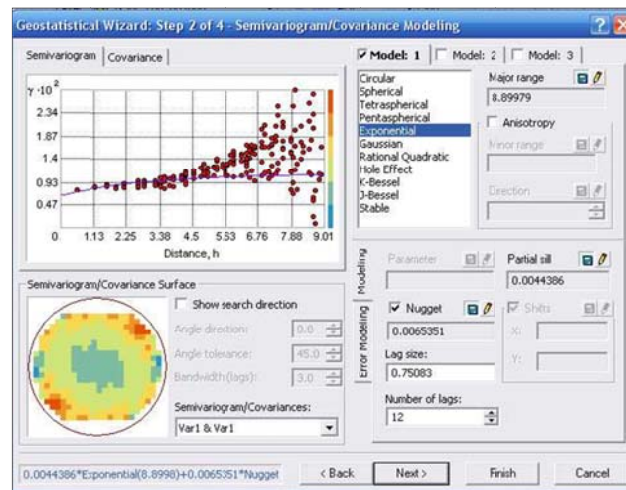 Geostatistical Wizard: Step 2 of 4 - Semivariogram/Covariance Modeling
Semivariogram Covariance
γ·10 2
2.34
1.87
1.4
0.93
0.47
0 1.13 2.25 3.38 4.5 5.63 6.76 7.88 9.01
Distance, h
Semivariogram/Covariance Surface
Show search direction
Angle direction: 0.0
Angle tolerance: 45.0
Bandwidth(lags): 3.0
Semivariogram/Covariances:
Var1 & Var1
Model: 1 Model: 2 Model: 3
Circular
Spherical
Tetraspherical
Pentaspherical
Exponential
Gaussian
Rational Quadratic
Hole Effect
K-Bessel
J-Bessel
Stable
Major range
8.89979
Anisotropy
Minor range
Direction
Modeling
Error Modeling
Parameter Partial sill
0.0044386
Nugget Shifts
0.0065351 X:
Lag size: Y:
0.75083
Number of lags:
12
0.0044386*Exponential(8.8998)+0.0065351*Nugget
< Back Next > Finish Cancel